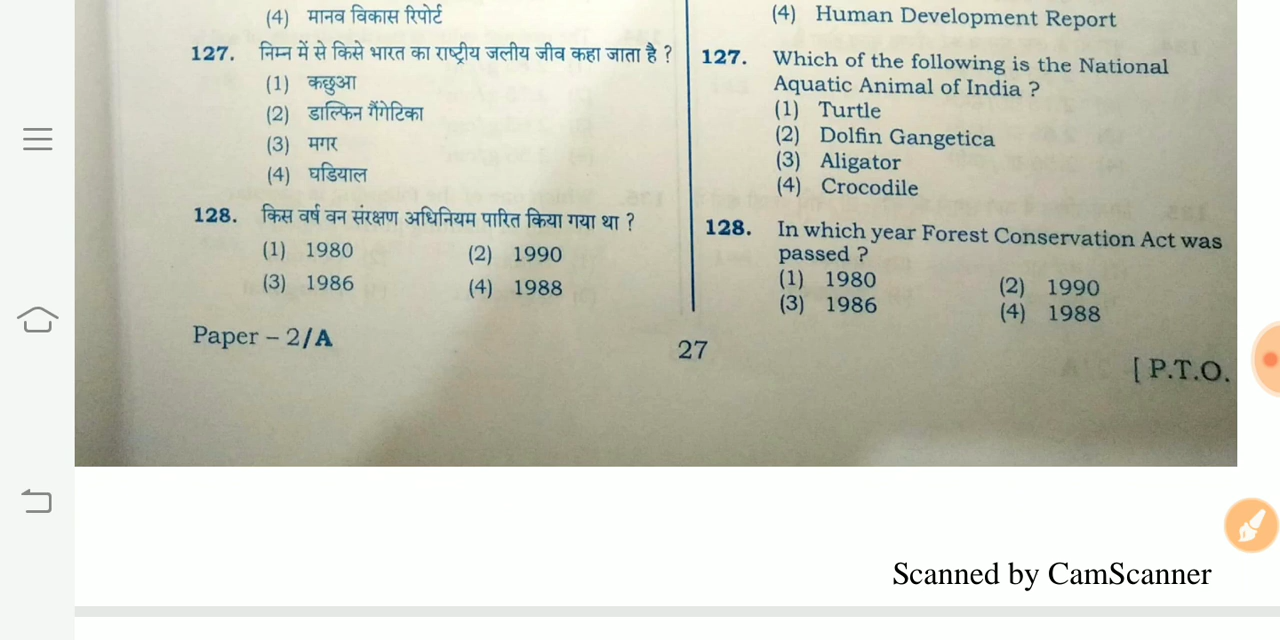 (4) मानव विकास रिपोर्ट
127. निम्न में से किसे भारत का राष्ट्रीय जलीय जीव कहा जाता है ?
(1) कछुआ
(2) डाल्फिन गैंगेटिका
(3) मगर
(4) घडियाल
128. किस वर्ष वन संरक्षण अधिनियम पारित किया गया था ?
(1) 1980 (2) 1990
(3) 1986 (4) 1988
Paper – 2/A
(4) Human Development Report
127. Which of the following is the National
Aquatic Animal of India ?
(1) Turtle
(2) Dolfin Gangetica
(3) Aligator
(4) Crocodile
128. In which year Forest Conservation Act was
passed ?
(1) 1980 (2) 1990
(3) 1986 (4) 1988
27
[ P.T.O.
Scanned by CamScanner